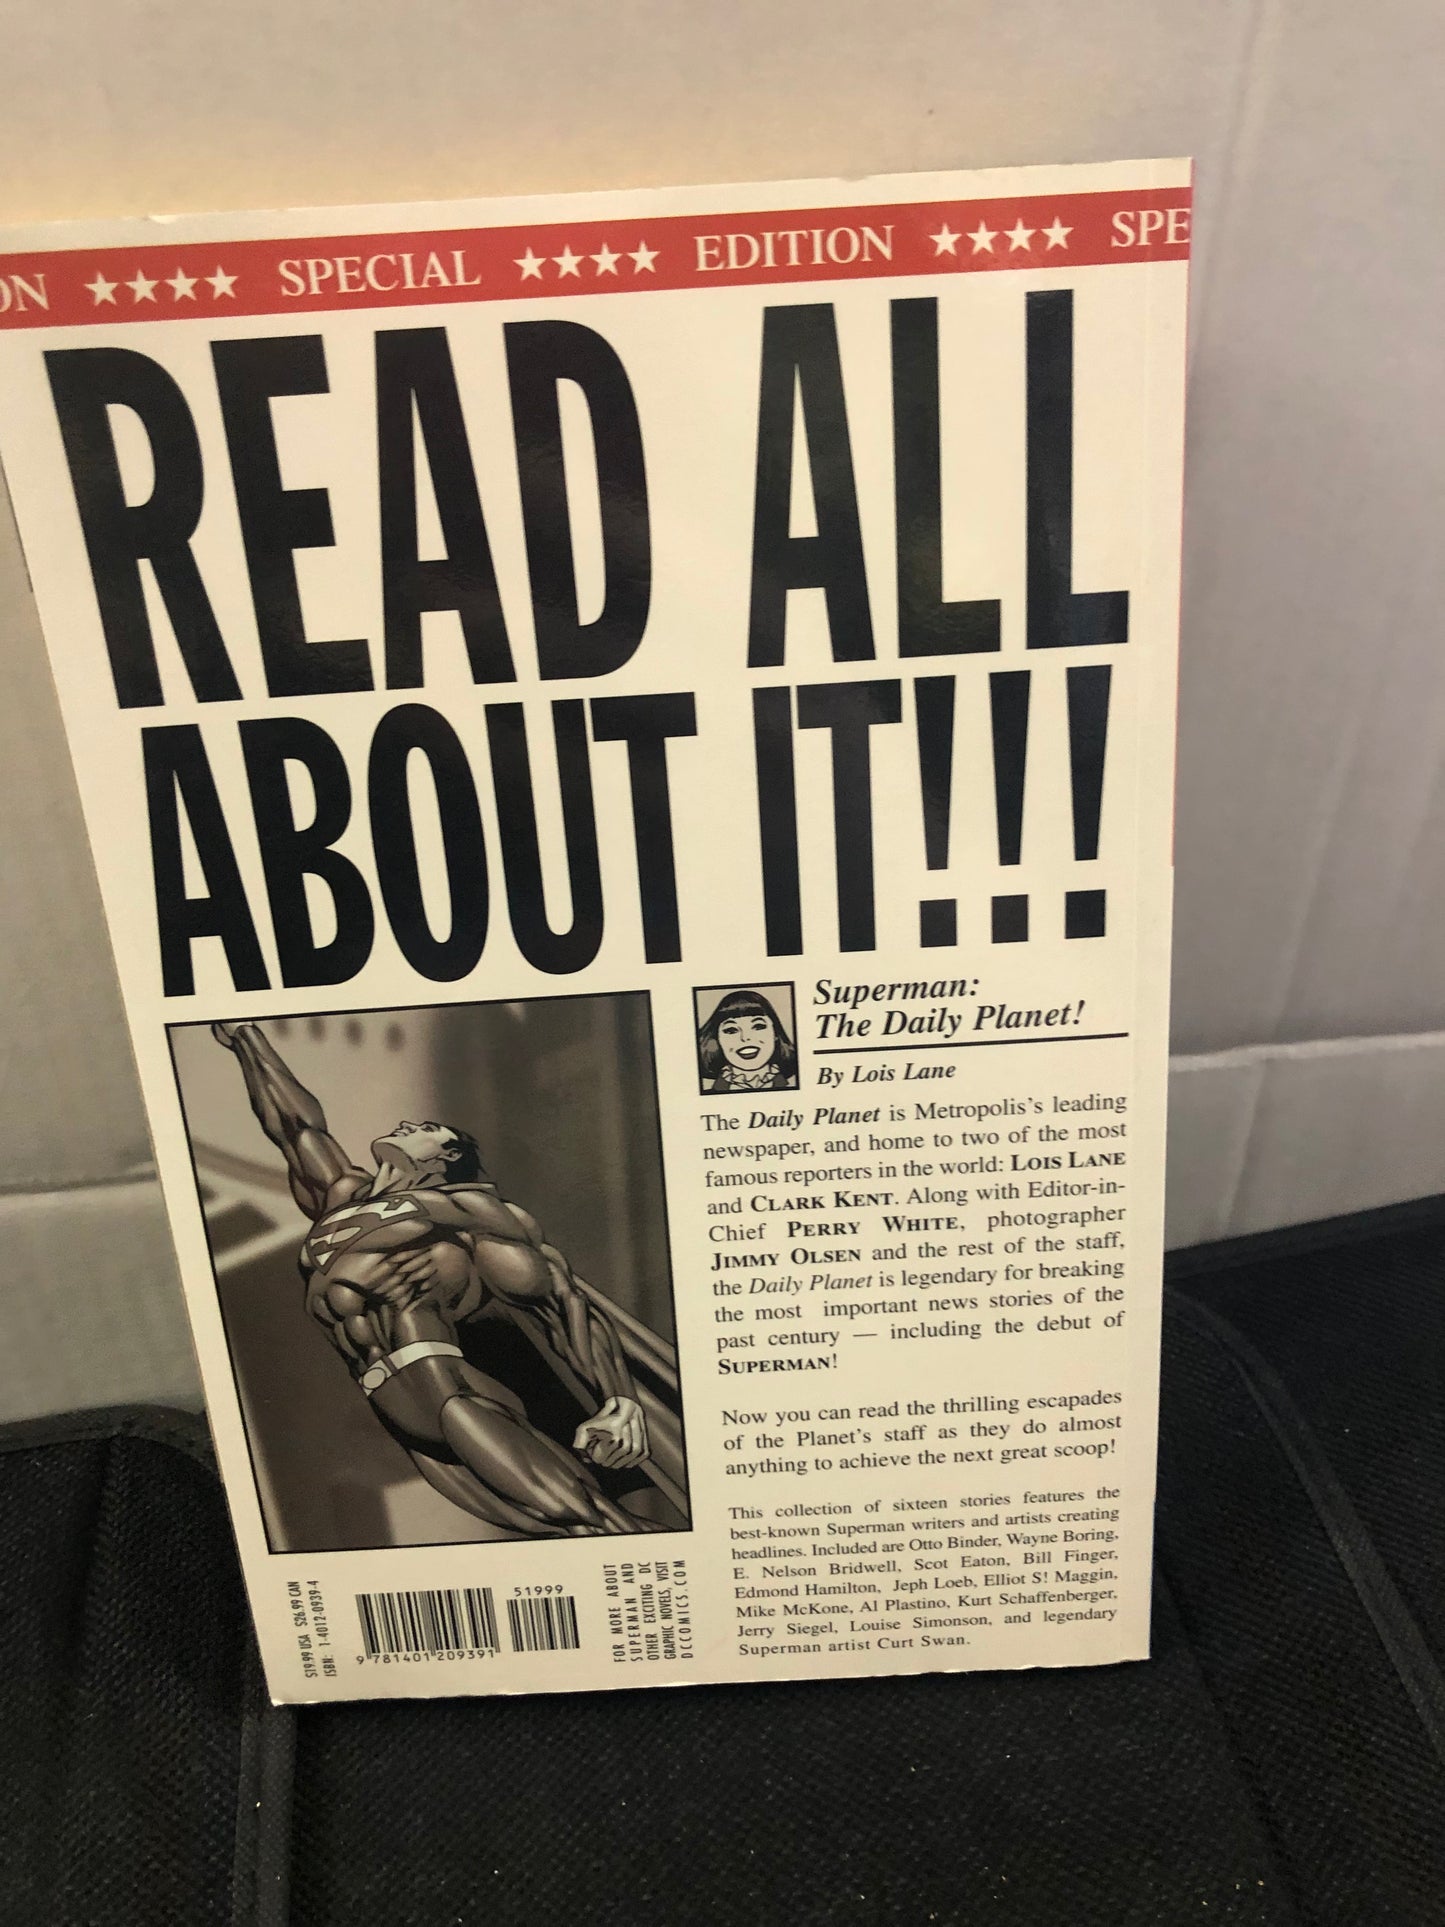 ON ★★★★ SPECIAL ★★★★ EDITION ★★★★ SPE
READ ALL
ABOUT IT!!!
Superman:
The Daily Planet!
By Lois Lane
The Daily Planet is Metropolis's leading
newspaper, and home to two of the most
famous reporters in the world: LOIS LANE
and CLARK KENT. Along with Editor-in-
Chief PERRY WHITE, photographer
JIMMY OLSEN and the rest of the staff,
the Daily Planet is legendary for breaking
the most important news stories of the
past century — including the debut of
SUPERMAN!
Now you can read the thrilling escapades
of the Planet's staff as they do almost
anything to achieve the next great scoop!
This collection of sixteen stories features the
best-known Superman writers and artists creating
headlines. Included are Otto Binder, Wayne Boring,
E. Nelson Bridwell, Scot Eaton, Bill Finger,
Edmond Hamilton, Jeph Loeb, Elliot S! Maggin,
Mike McKone, Al Plastino, Kurt Schaffenberger,
Jerry Siegel, Louise Simonson, and legendary
Superman artist Curt Swan.
$19.99 USA $26.99 CAN
ISBN: 1-4012-0939-4
51999
9 781401 209391
FOR MORE ABOUT
SUPERMAN AND
OTHER EXCITING DC
GRAPHIC NOVELS, VISIT
DCCOMICS.COM